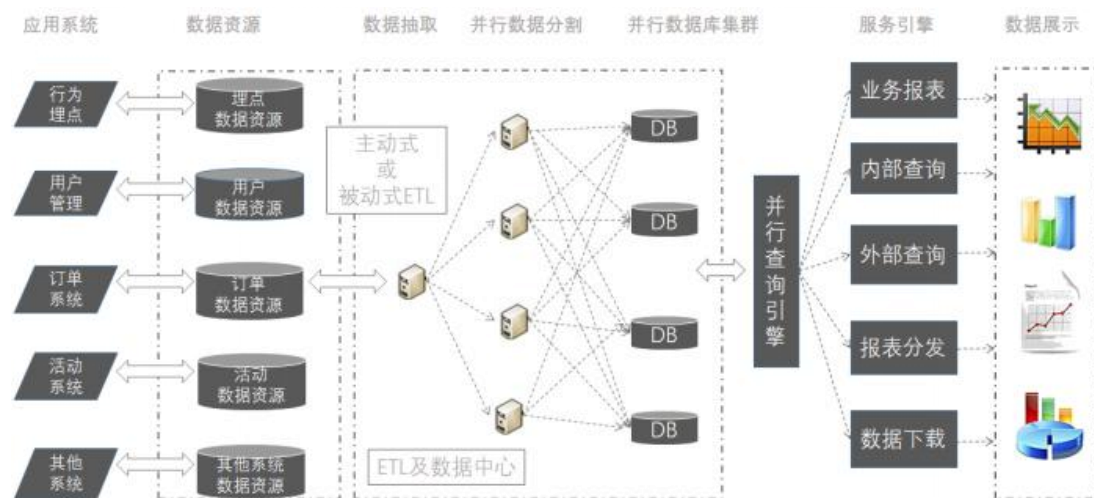 应用系统
数据资源
数据抽取
并行数据分割
并行数据库集群
服务引擎
数据展示
行为
埋点
埋点
数据资源
用户
管理
用户
数据资源
订单
系统
订单
数据资源
活动
系统
活动
数据资源
其他
系统
其他系统
数据资源
主动式
或
被动式ETL
ETL及数据中心
DB
DB
DB
DB
并行查询引擎
业务报表
内部查询
外部查询
报表分发
数据下载